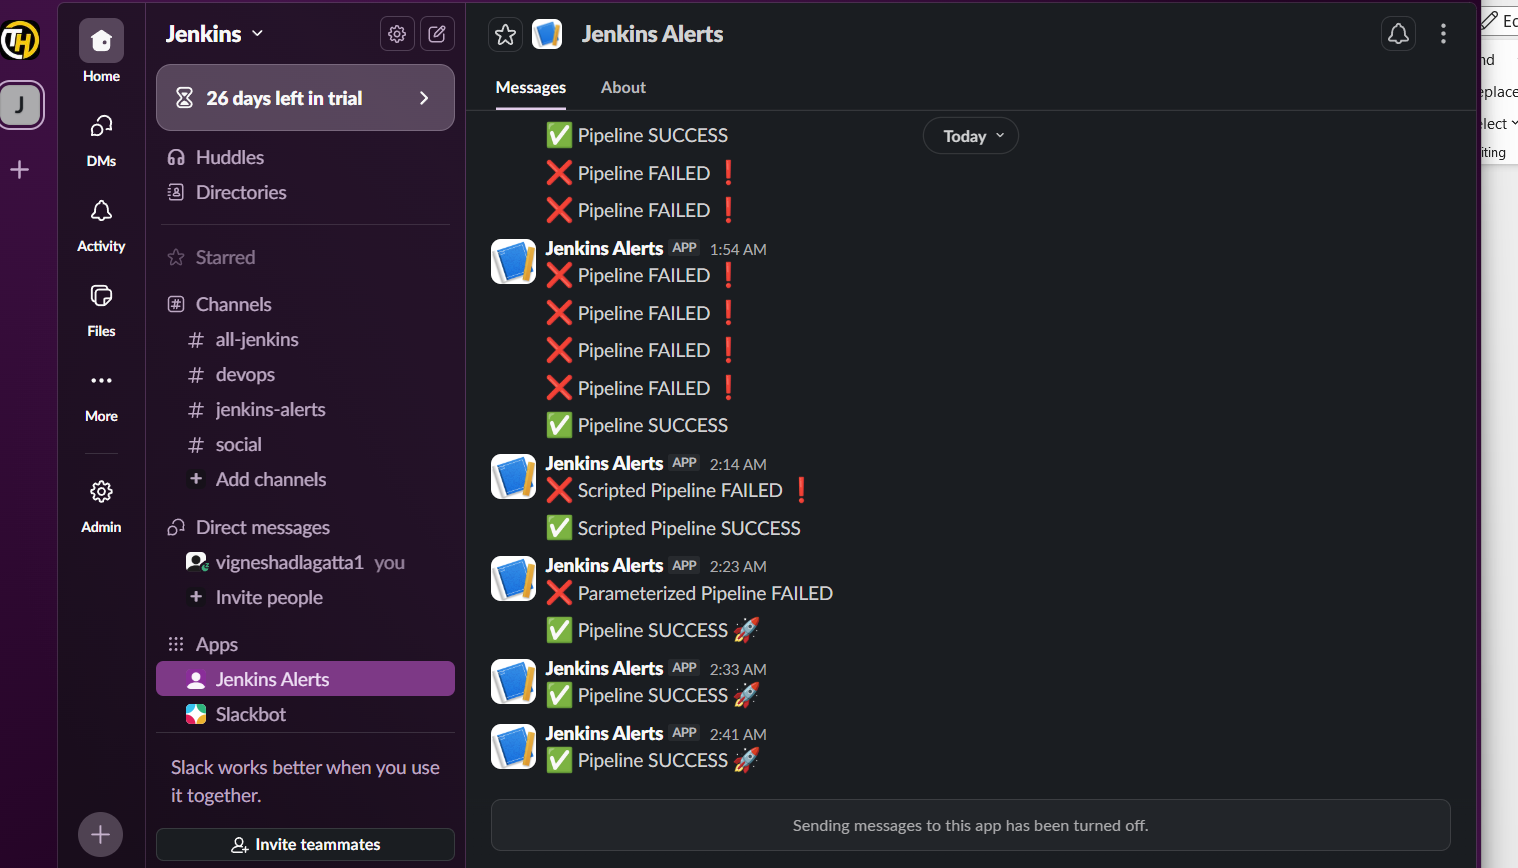 TH
J
Home
DMs
Activity
Files
More
Admin
Jenkins
26 days left in trial
Huddles
Directories
Starred
Channels
# all-jenkins
# devops
# jenkins-alerts
# social
+ Add channels
Direct messages
vigneshadlagatta1 you
+ Invite people
Apps
Jenkins Alerts
Slackbot
Slack works better when you use
it together.
Invite teammates
Jenkins Alerts
Messages About
Today
✅ Pipeline SUCCESS
❌ Pipeline FAILED ❗
❌ Pipeline FAILED ❗
Jenkins Alerts APP 1:54 AM
❌ Pipeline FAILED ❗
❌ Pipeline FAILED ❗
❌ Pipeline FAILED ❗
❌ Pipeline FAILED ❗
✅ Pipeline SUCCESS
Jenkins Alerts APP 2:14 AM
❌ Scripted Pipeline FAILED ❗
✅ Scripted Pipeline SUCCESS
Jenkins Alerts APP 2:23 AM
❌ Parameterized Pipeline FAILED
✅ Pipeline SUCCESS 🚀
Jenkins Alerts APP 2:33 AM
✅ Pipeline SUCCESS 🚀
Jenkins Alerts APP 2:41 AM
✅ Pipeline SUCCESS 🚀
Sending messages to this app has been turned off.